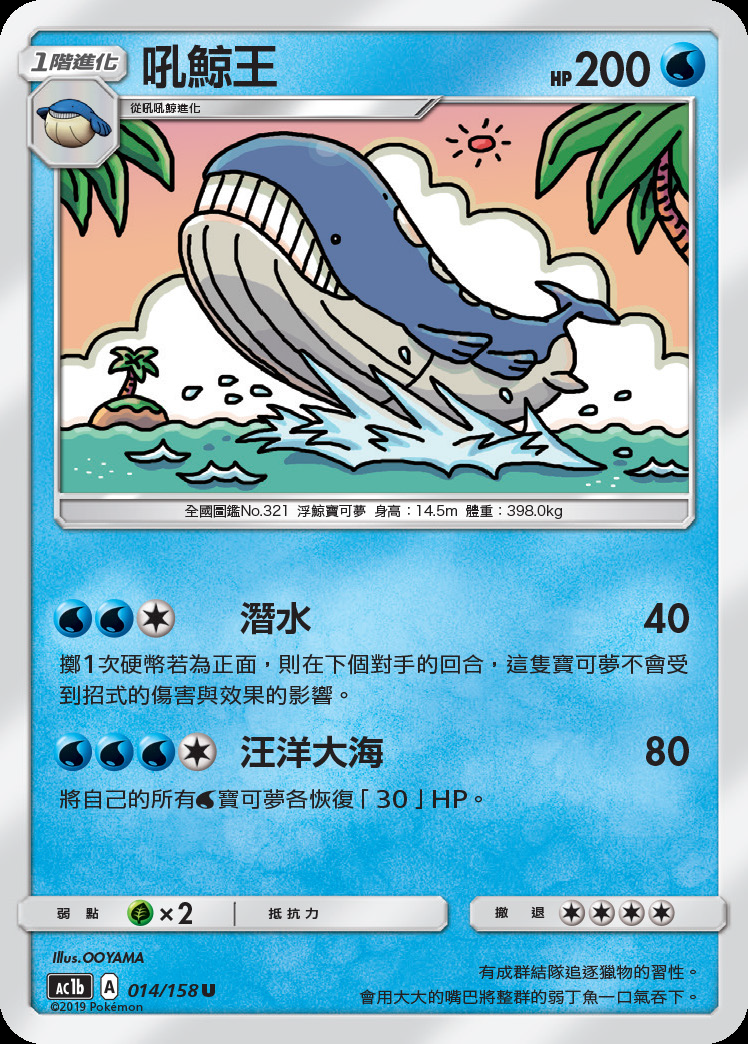 1階進化 吼鯨王 HP200
從吼吼鯨進化
全國圖鑑No.321 浮鯨寶可夢 身高：14.5m 體重：398.0kg
潛水 40
擲1次硬幣若為正面，則在下個對手的回合，這隻寶可夢不會受
到招式的傷害與效果的影響。
汪洋大海 80
將自己的所有寶可夢各恢復「30」HP。
弱點 ×2 抵抗力 撤退
Illus. OOYAMA
AC1b A 014/158 U
©2019 Pokémon
有成群結隊追逐獵物的習性。
會用大大的嘴巴將整群的弱丁魚一口氣吞下。